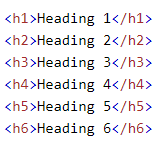 <h1>Heading 1</h1>
<h2>Heading 2</h2>
<h3>Heading 3</h3>
<h4>Heading 4</h4>
<h5>Heading 5</h5>
<h6>Heading 6</h6>